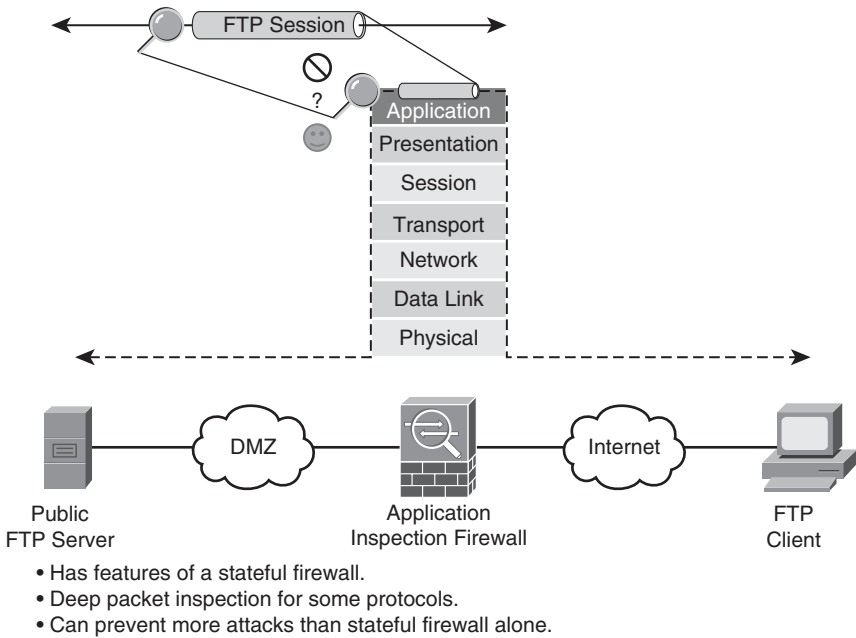 FTP Session
?
Application
Presentation
Session
Transport
Network
Data Link
Physical
DMZ
Internet
Public
FTP Server
Application
Inspection Firewall
FTP
Client
• Has features of a stateful firewall.
• Deep packet inspection for some protocols.
• Can prevent more attacks than stateful firewall alone.